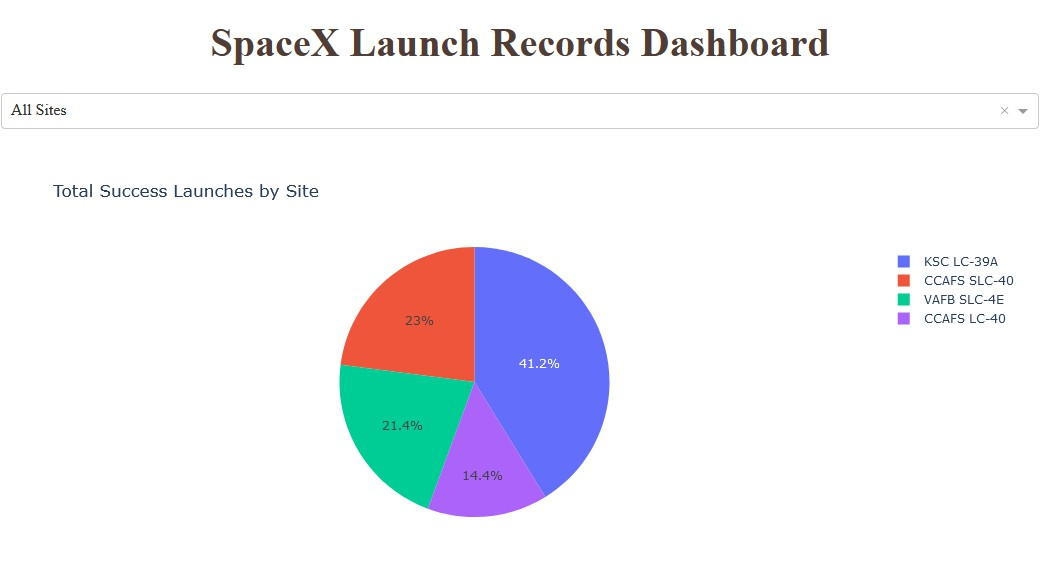 SpaceX Launch Records Dashboard
All Sites ×
Total Success Launches by Site
KSC LC-39A
CCAFS SLC-40
VAFB SLC-4E
CCAFS LC-40
23%
41.2%
21.4%
14.4%